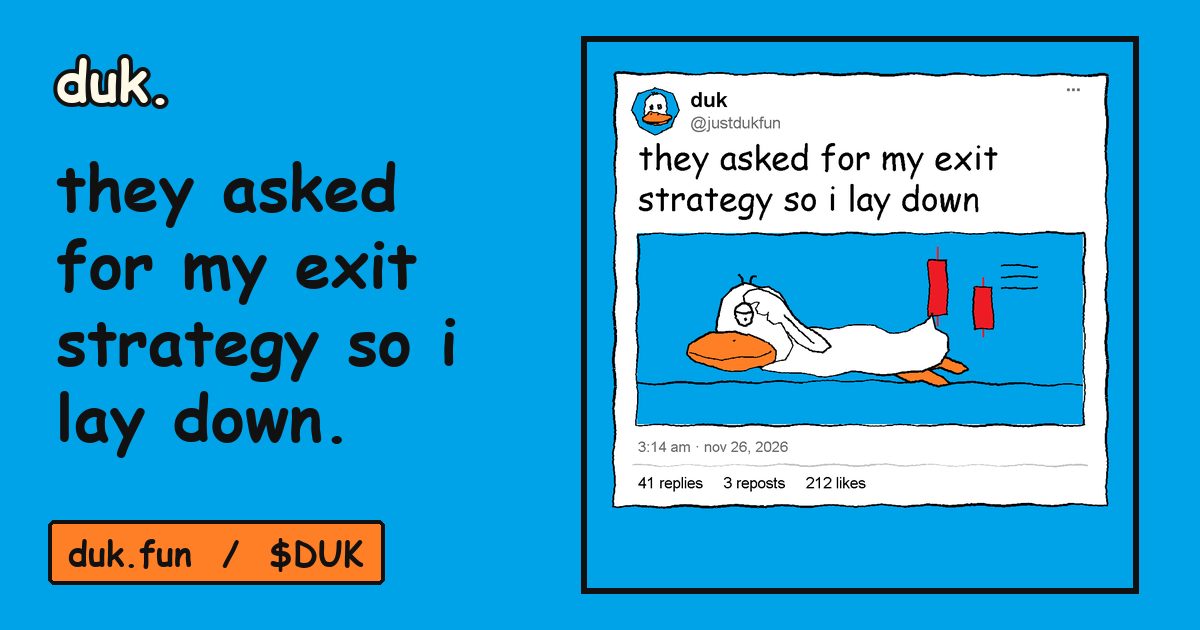 duk.
they asked
for my exit
strategy so i
lay down.
duk.fun / $DUK
duk
@justdukfun
they asked for my exit
strategy so i lay down
3:14 am · nov 26, 2026
41 replies 3 reposts 212 likes